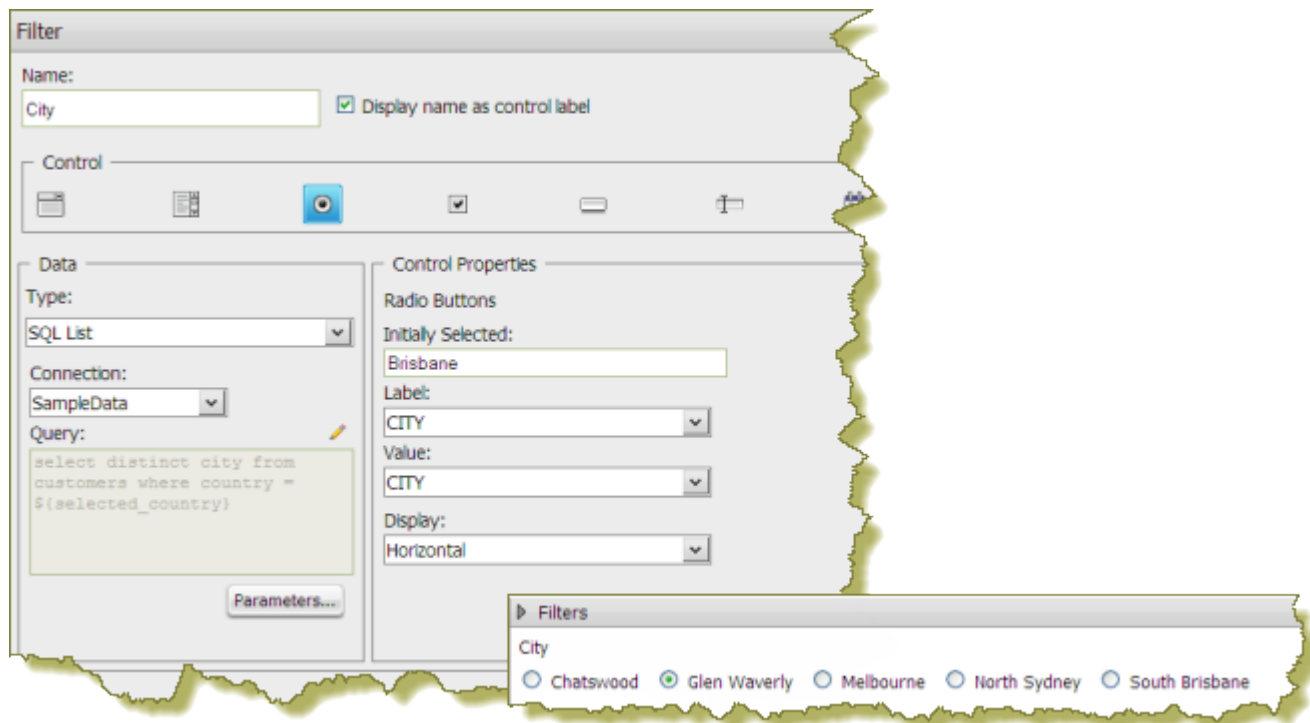 Filter
Name:
City
Display name as control label
Control
Data
Type:
SQL List
Connection:
SampleData
Query:
select distinct city from
customers where country =
${selected_country}
Parameters...
Control Properties
Radio Buttons
Initially Selected:
Brisbane
Label:
CITY
Value:
CITY
Display:
Horizontal
Filters
City
Chatswood Glen Waverly Melbourne North Sydney South Brisbane